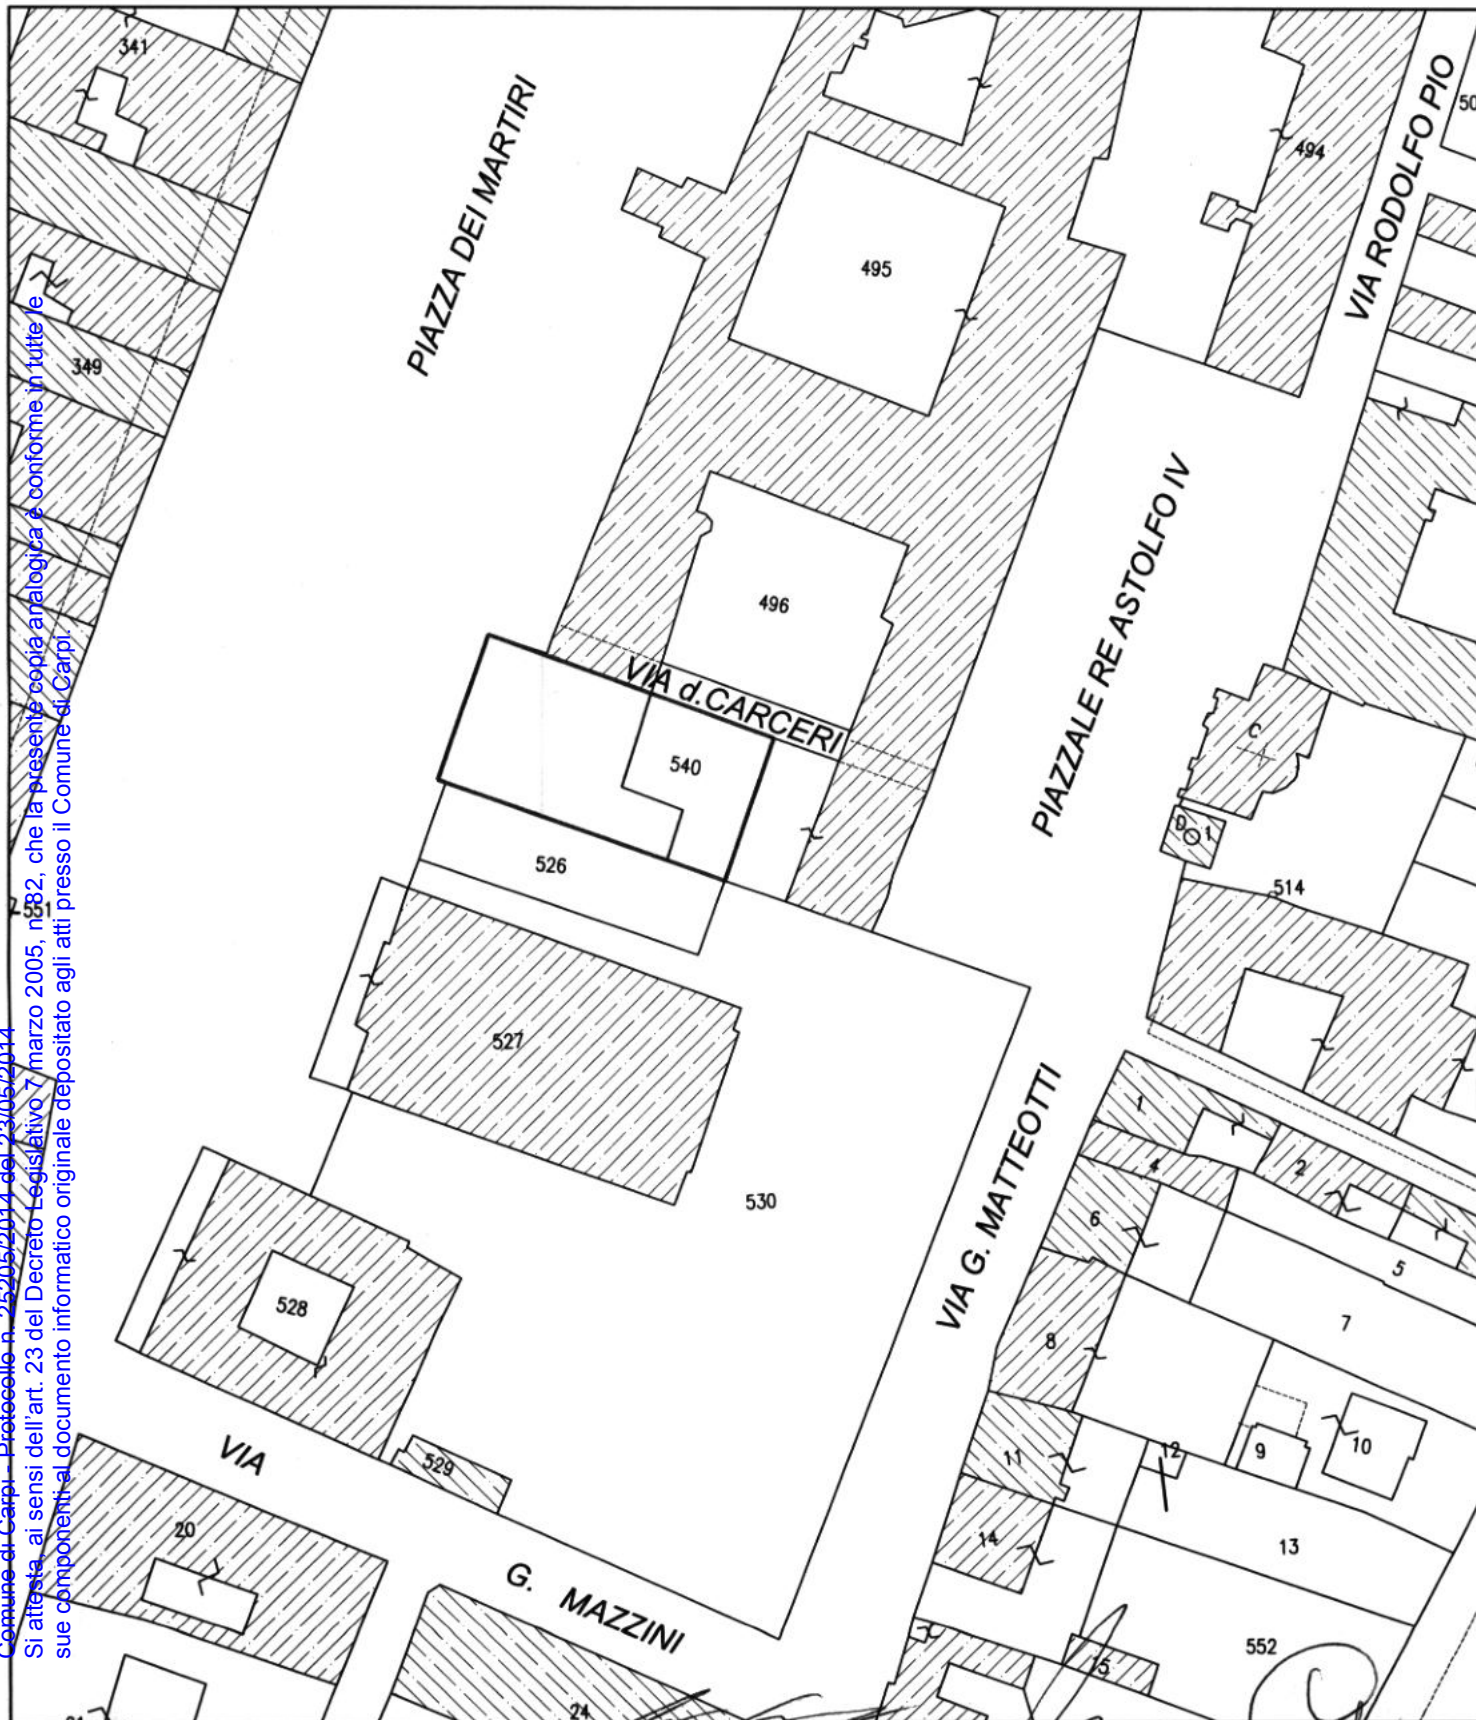 341
PIAZZA DEI MARTIRI
VIA RODOLFO PIO
50
494
495
349
PIAZZALE RE ASTOLFO IV
496
VIA d.CARCERI
540
C
D
1
526
514
551
527
1
4
2
6
530
5
VIA G. MATTEOTTI
7
528
8
10
9
12
11
VIA
529
20
14
13
G. MAZZINI
552
15
24
Comune di Carpi - Protocollo n. 25205/2014 del 23/05/2014
Si attesta, ai sensi dell'art. 23 del Decreto Legislativo 7 marzo 2005, n. 82, che la presente copia analogica è conforme in tutte le
sue componenti al documento informatico originale depositato agli atti presso il Comune di Carpi.